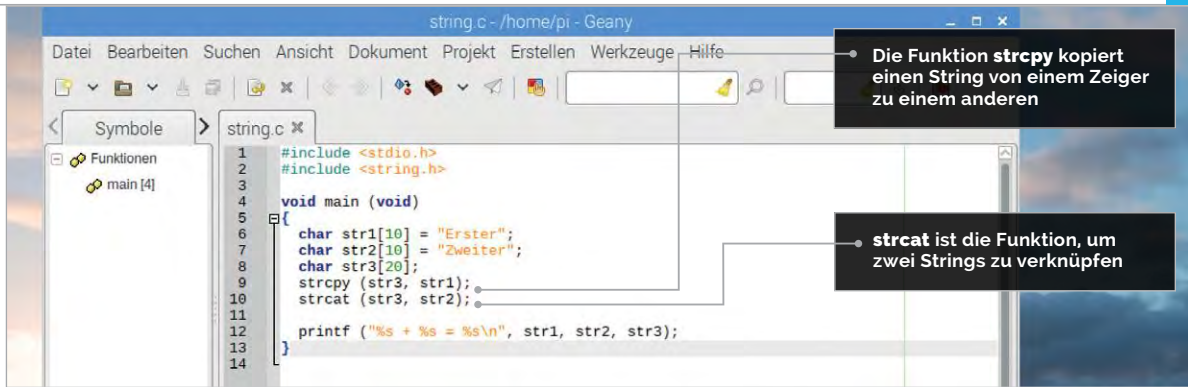 string.c - /home/pi - Geany
Datei Bearbeiten Suchen Ansicht Dokument Projekt Erstellen Werkzeuge Hilfe
Symbole
string.c
Funktionen
main [4]
1 #include <stdio.h>
2 #include <string.h>
3
4 void main (void)
5 {
6 char str1[10] = "Erster";
7 char str2[10] = "Zweiter";
8 char str3[20];
9 strcpy (str3, str1);
10 strcat (str3, str2);
11
12 printf ("%s + %s = %s\n", str1, str2, str3);
13 }
14
Die Funktion strcpy kopiert
einen String von einem Zeiger
zu einem anderen
strcat ist die Funktion, um
zwei Strings zu verknüpfen